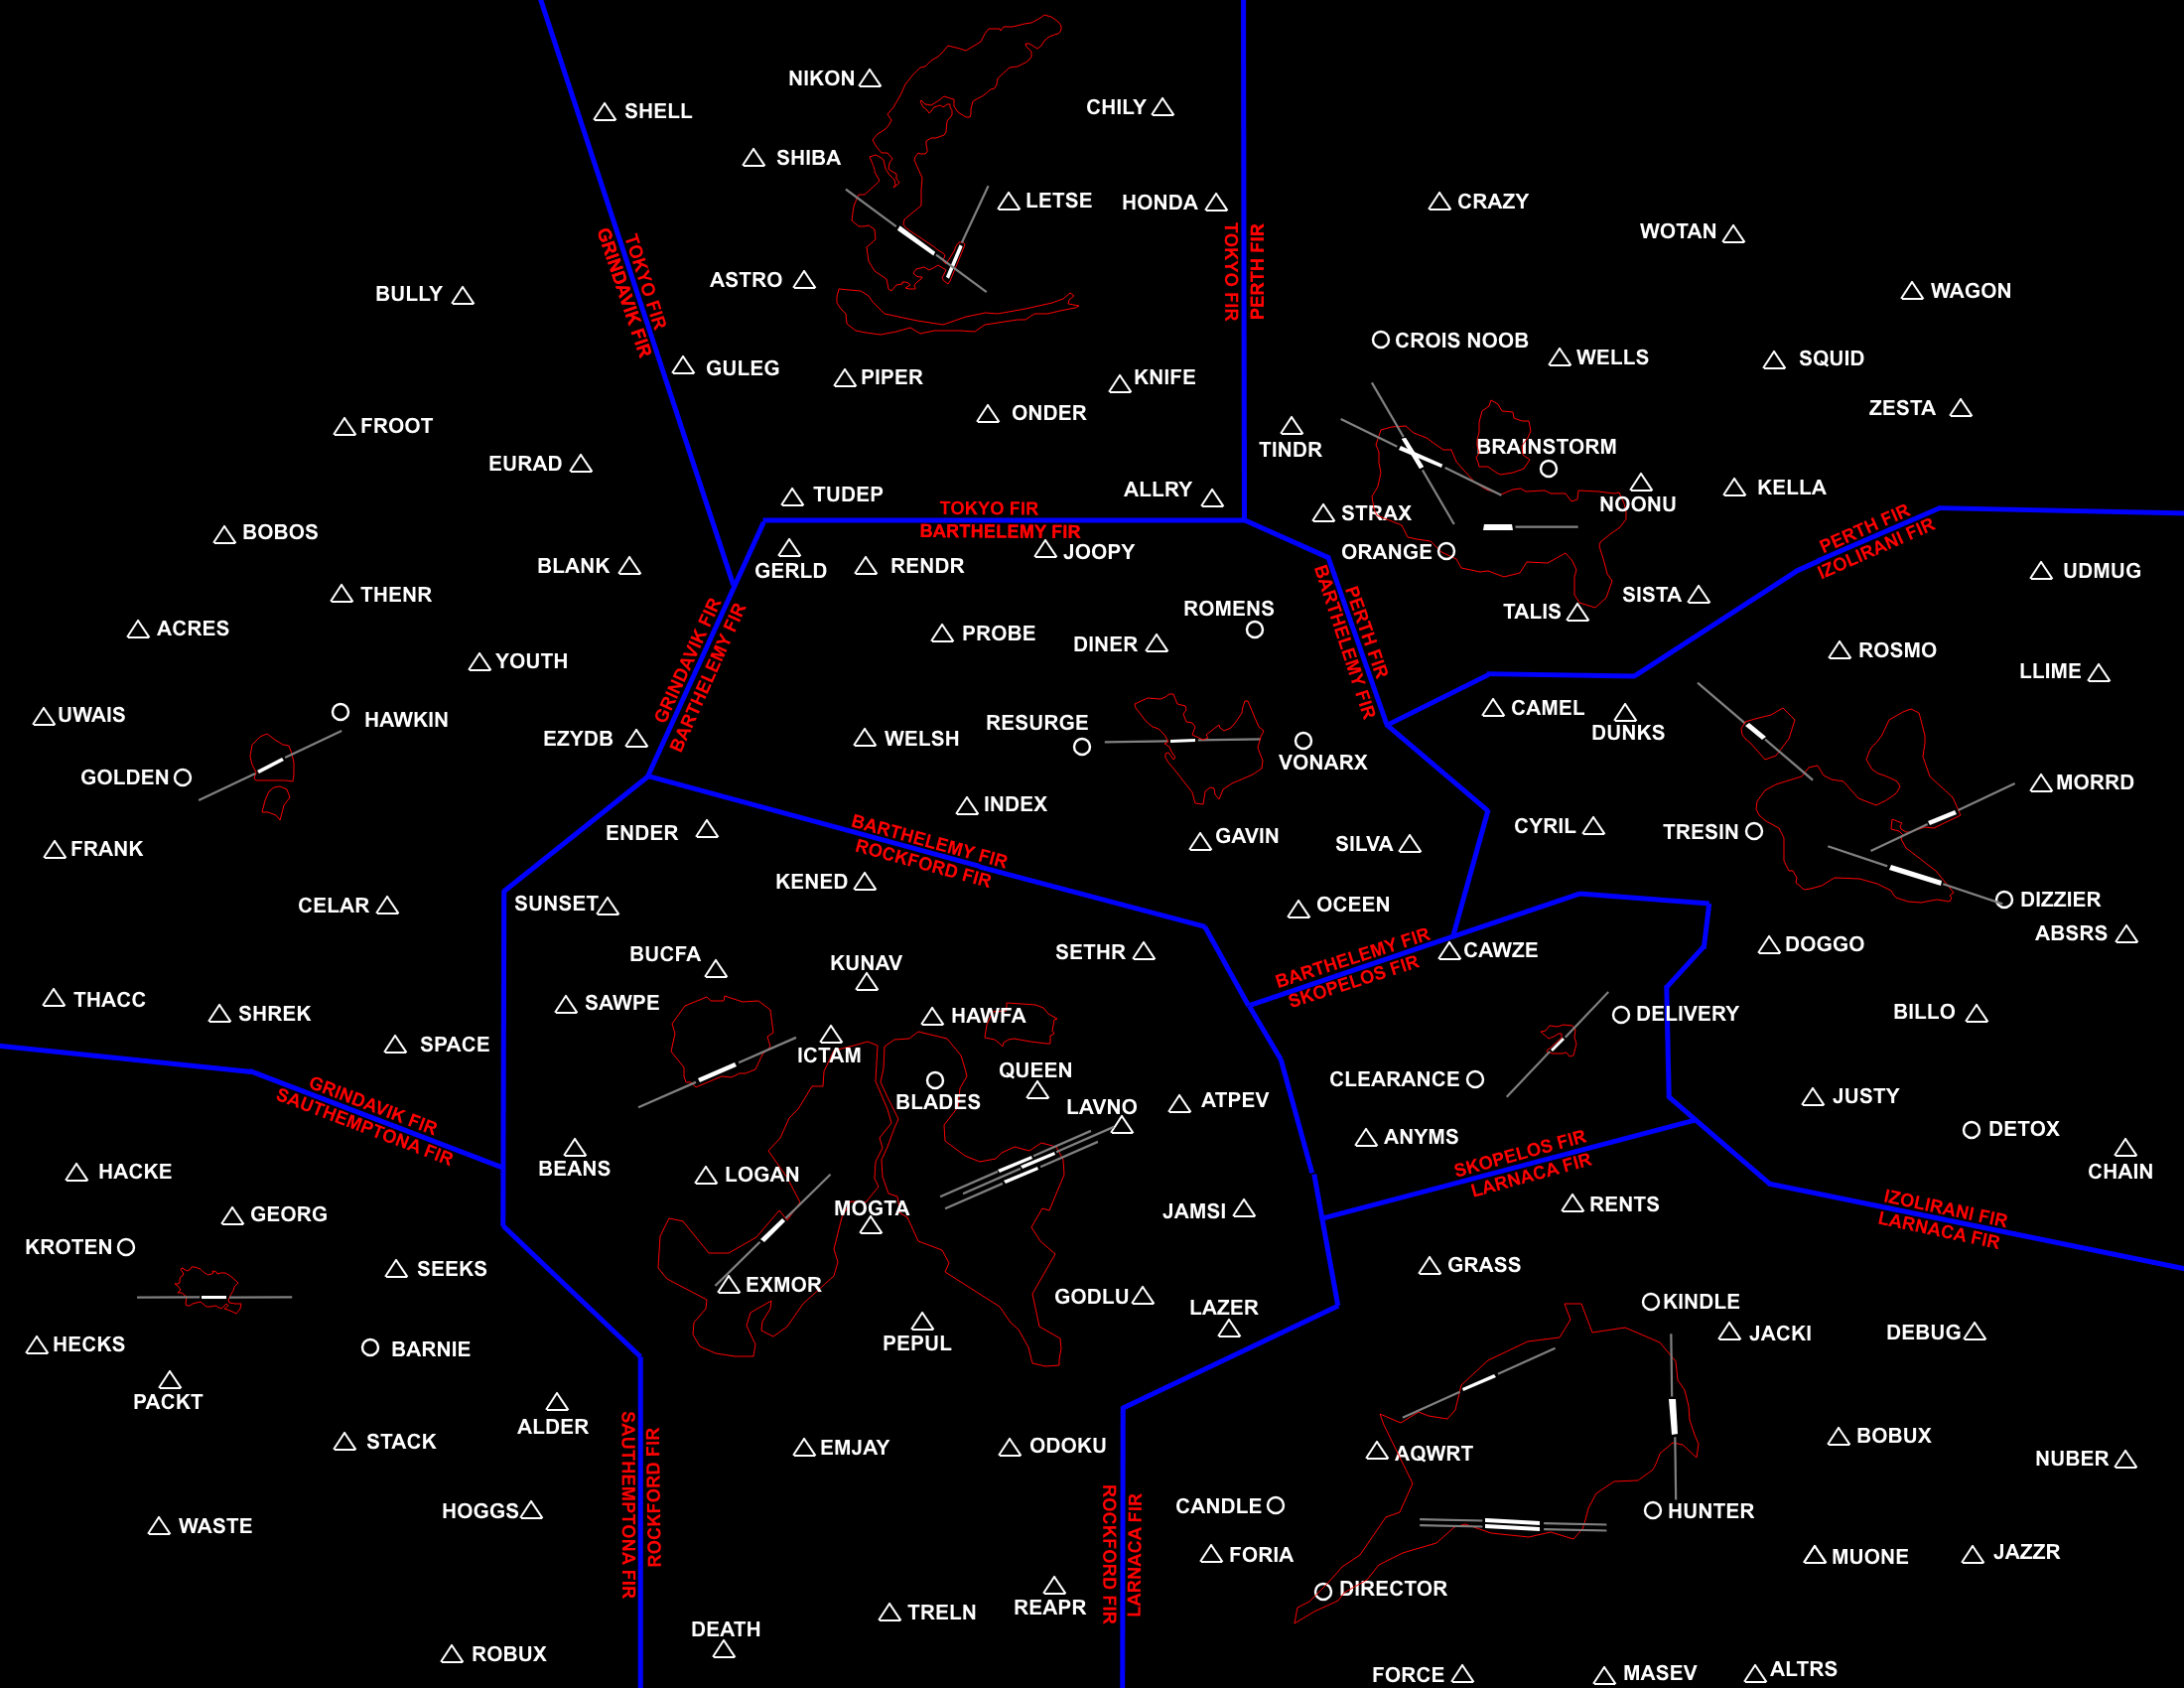 NIKON
SHELL
CHILY
SHIBA
LETSE
HONDA
CRAZY
WOTAN
TOKYO FIR
GRINDAVIK FIR
TOKYO FIR
PERTH FIR
ASTRO
BULLY
WAGON
CROIS NOOB
WELLS
SQUID
GULEG
PIPER
KNIFE
ONDER
ZESTA
FROOT
TINDR
BRAINSTORM
EURAD
TUDEP
ALLRY
NOONU
KELLA
TOKYO FIR
BARTHELEMY FIR
STRAX
PERTH FIR
IZOLIRANI FIR
BOBOS
JOOPY
ORANGE
BLANK
GERLD
RENDR
UDMUG
THENR
SISTA
TALIS
ROMENS
GRINDAVIK FIR
BARTHELEMY FIR
PERTH FIR
BARTHELEMY FIR
ACRES
PROBE
DINER
ROSMO
YOUTH
LLIME
UWAIS
HAWKIN
CAMEL
DUNKS
EZYDB
WELSH
RESURGE
VONARX
GOLDEN
MORRD
INDEX
ENDER
GAVIN
SILVA
CYRIL
TRESIN
BARTHELEMY FIR
ROCKFORD FIR
FRANK
KENED
CELAR
SUNSET
OCEEN
DIZZIER
ABSRS
BUCFA
KUNAV
SETHR
BARTHELEMY FIR
SKOPELOS FIR
CAWZE
DOGGO
THACC
SHREK
SAWPE
HAWFA
DELIVERY
BILLO
SPACE
ICTAM
QUEEN
CLEARANCE
BLADES
LAVNO
ATPEV
JUSTY
GRINDAVIK FIR
SAUTHEMPTONA FIR
ANYMS
DETOX
SKOPELOS FIR
LARNACA FIR
HACKE
BEANS
LOGAN
CHAIN
GEORG
MOGTA
JAMSI
RENTS
IZOLIRANI FIR
LARNACA FIR
KROTEN
SEEKS
EXMOR
GODLU
LAZER
GRASS
KINDLE
HECKS
BARNIE
PEPUL
JACKI
DEBUG
PACKT
ALDER
STACK
EMJAY
ODOKU
AQWRT
BOBUX
NUBER
SAUTHEMPTONA FIR
ROCKFORD FIR
ROCKFORD FIR
LARNACA FIR
WASTE
HOGGS
CANDLE
HUNTER
FORIA
MUONE
JAZZR
DIRECTOR
TRELN
REAPR
DEATH
ROBUX
FORCE
MASEV
ALTRS